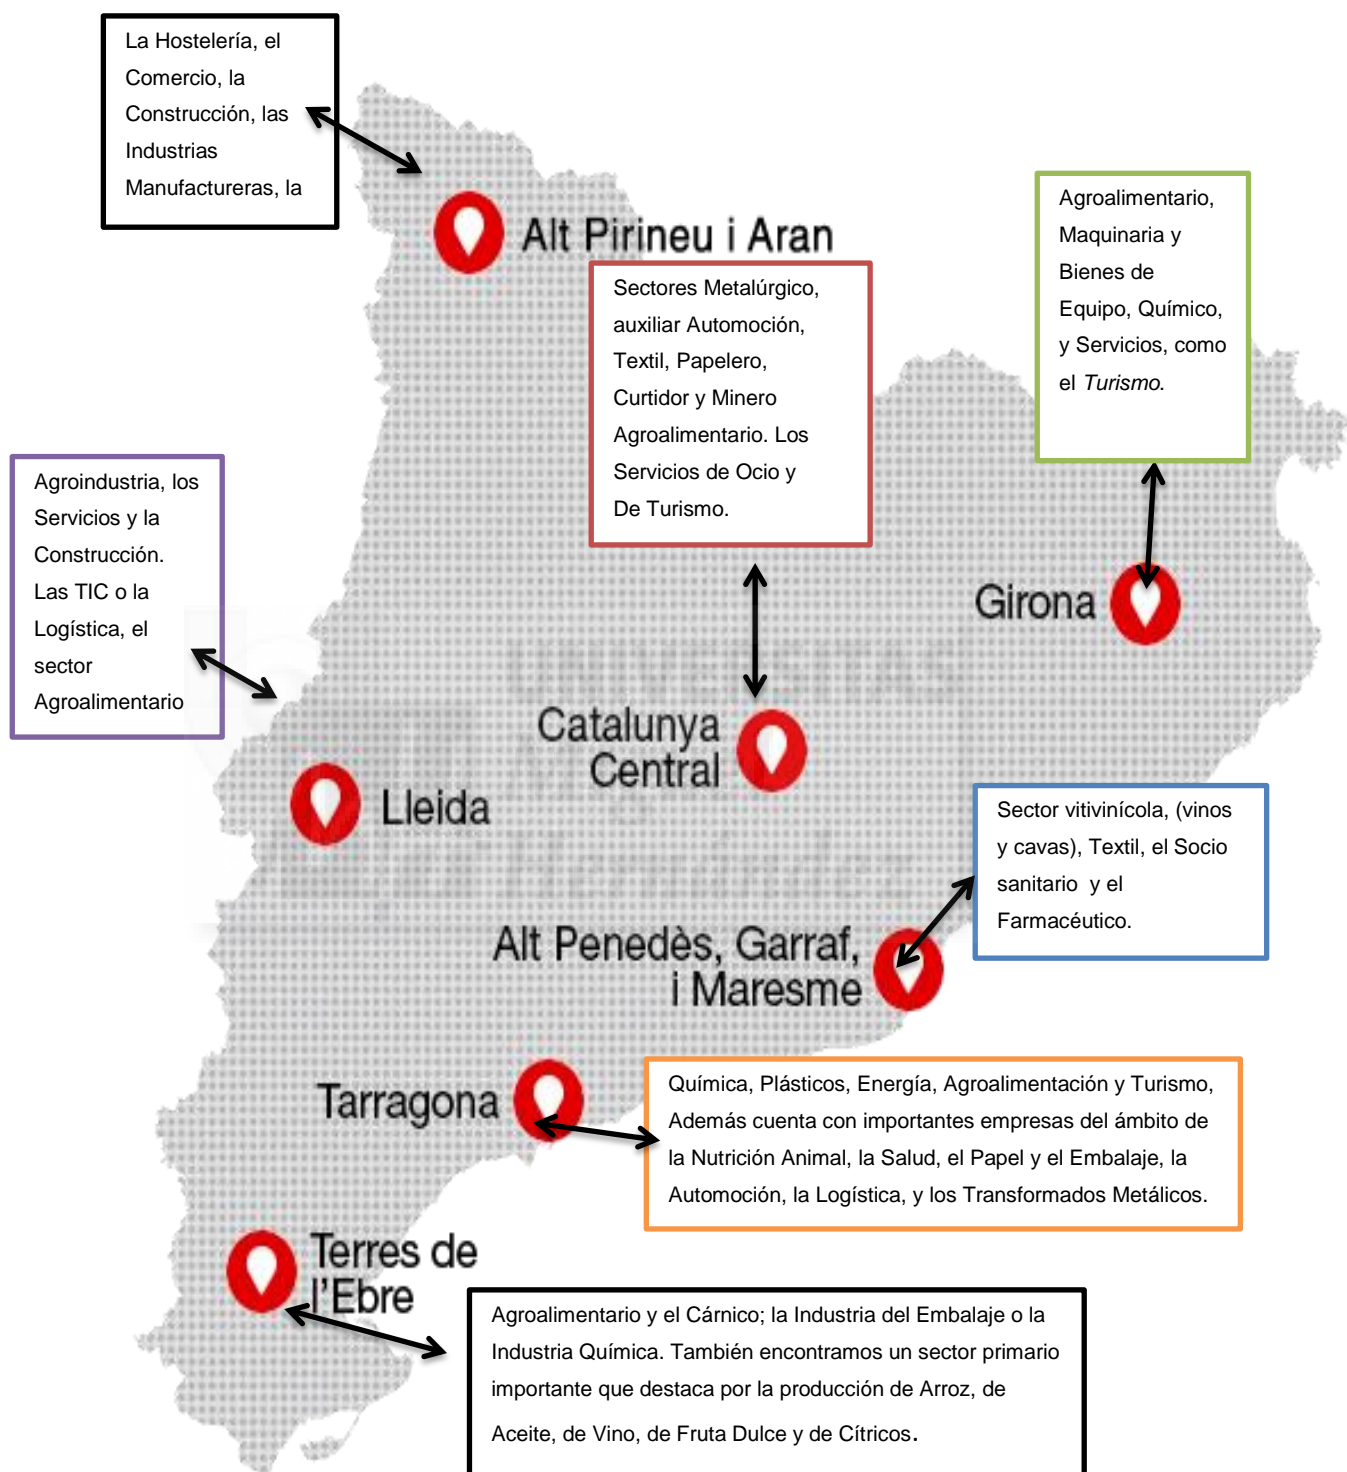 La Hostelería, el
Comercio, la
Construcción, las
Industrias
Manufactureras, la
Alt Pirineu i Aran
Agroalimentario,
Maquinaria y
Bienes de
Equipo, Químico,
y Servicios, como
el Turismo.
Sectores Metalúrgico,
auxiliar Automoción,
Textil, Papelero,
Curtidor y Minero
Agroalimentario. Los
Servicios de Ocio y
De Turismo.
Agroindustria, los
Servicios y la
Construcción.
Las TIC o la
Logística, el
sector
Agroalimentario
Girona
Catalunya
Central
Lleida
Sector vitivinícola, (vinos
y cavas), Textil, el Socio
sanitario y el
Farmacéutico.
Alt Penedès, Garraf,
i Maresme
Tarragona
Química, Plásticos, Energía, Agroalimentación y Turismo,
Además cuenta con importantes empresas del ámbito de
la Nutrición Animal, la Salud, el Papel y el Embalaje, la
Automoción, la Logística, y los Transformados Metálicos.
Terres de
l'Ebre
Agroalimentario y el Cárnico; la Industria del Embalaje o la
Industria Química. También encontramos un sector primario
importante que destaca por la producción de Arroz, de
Aceite, de Vino, de Fruta Dulce y de Cítricos.